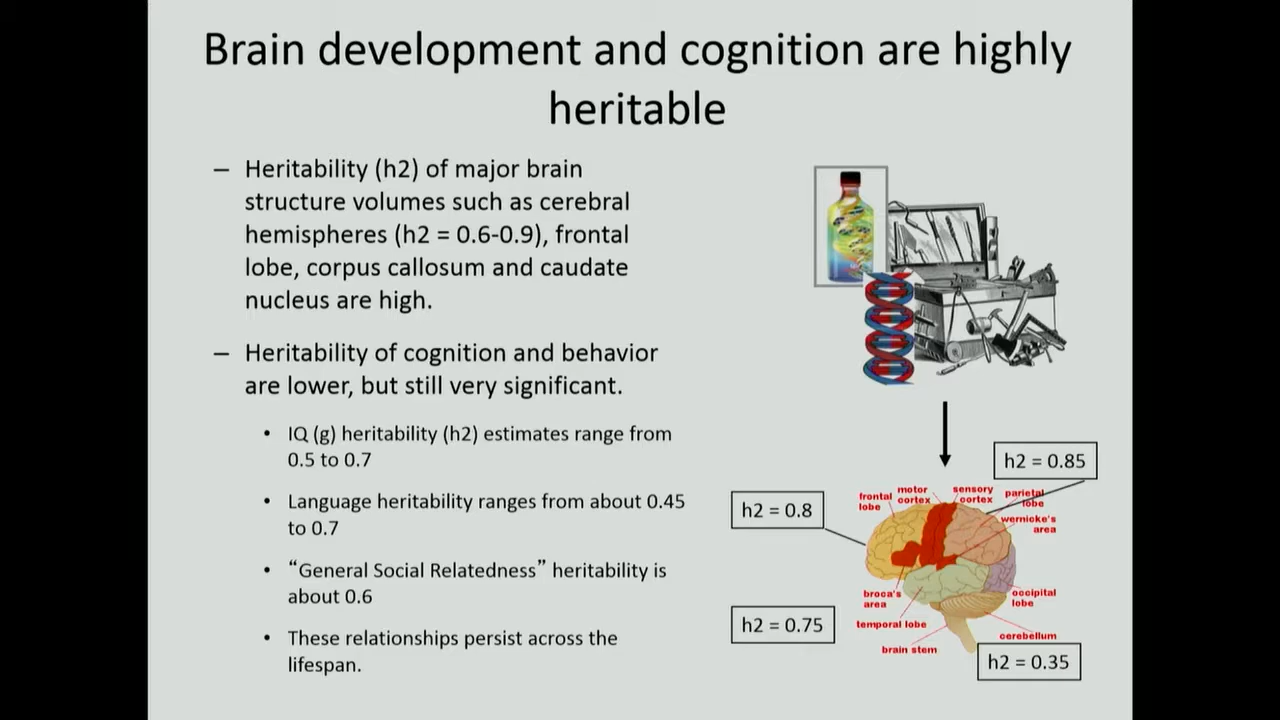 Brain development and cognition are highly
heritable
– Heritability (h2) of major brain
structure volumes such as cerebral
hemispheres (h2 = 0.6-0.9), frontal
lobe, corpus callosum and caudate
nucleus are high.
– Heritability of cognition and behavior
are lower, but still very significant.
• IQ (g) heritability (h2) estimates range from
0.5 to 0.7
• Language heritability ranges from about 0.45
to 0.7
• “General Social Relatedness” heritability is
about 0.6
• These relationships persist across the
lifespan.
h2 = 0.85
h2 = 0.8
frontal
lobe
motor
cortex
sensory
cortex
parietal
lobe
wernicke's
area
broca's
area
occipital
lobe
temporal lobe
cerebellum
brain stem
h2 = 0.75
h2 = 0.35